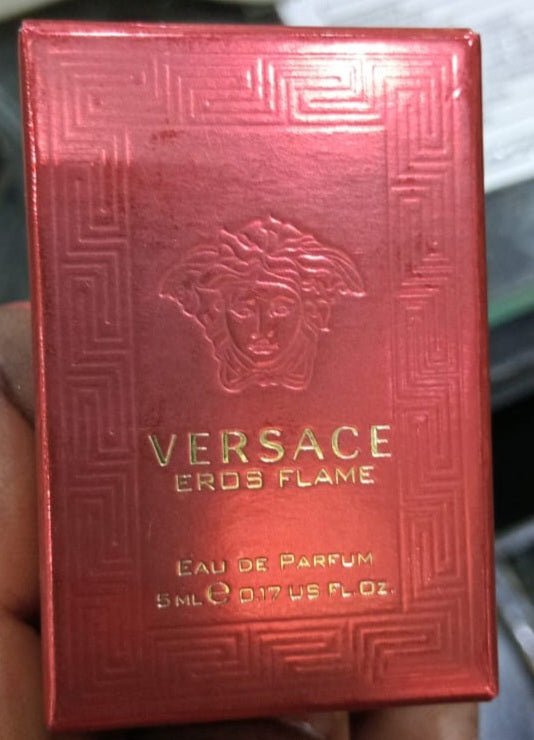 VERSACE
EROS FLAME
EAU DE PARFUM
5 ML ℮ 0.17 US FL.OZ.